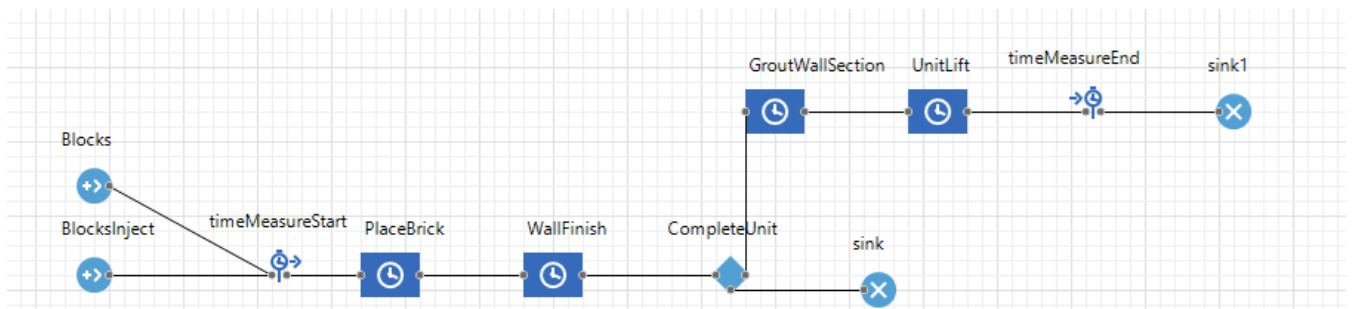 GroutWallSection
UnitLift
timeMeasureEnd
sink1
Blocks
BlocksInject
timeMeasureStart
PlaceBrick
WallFinish
CompleteUnit
sink